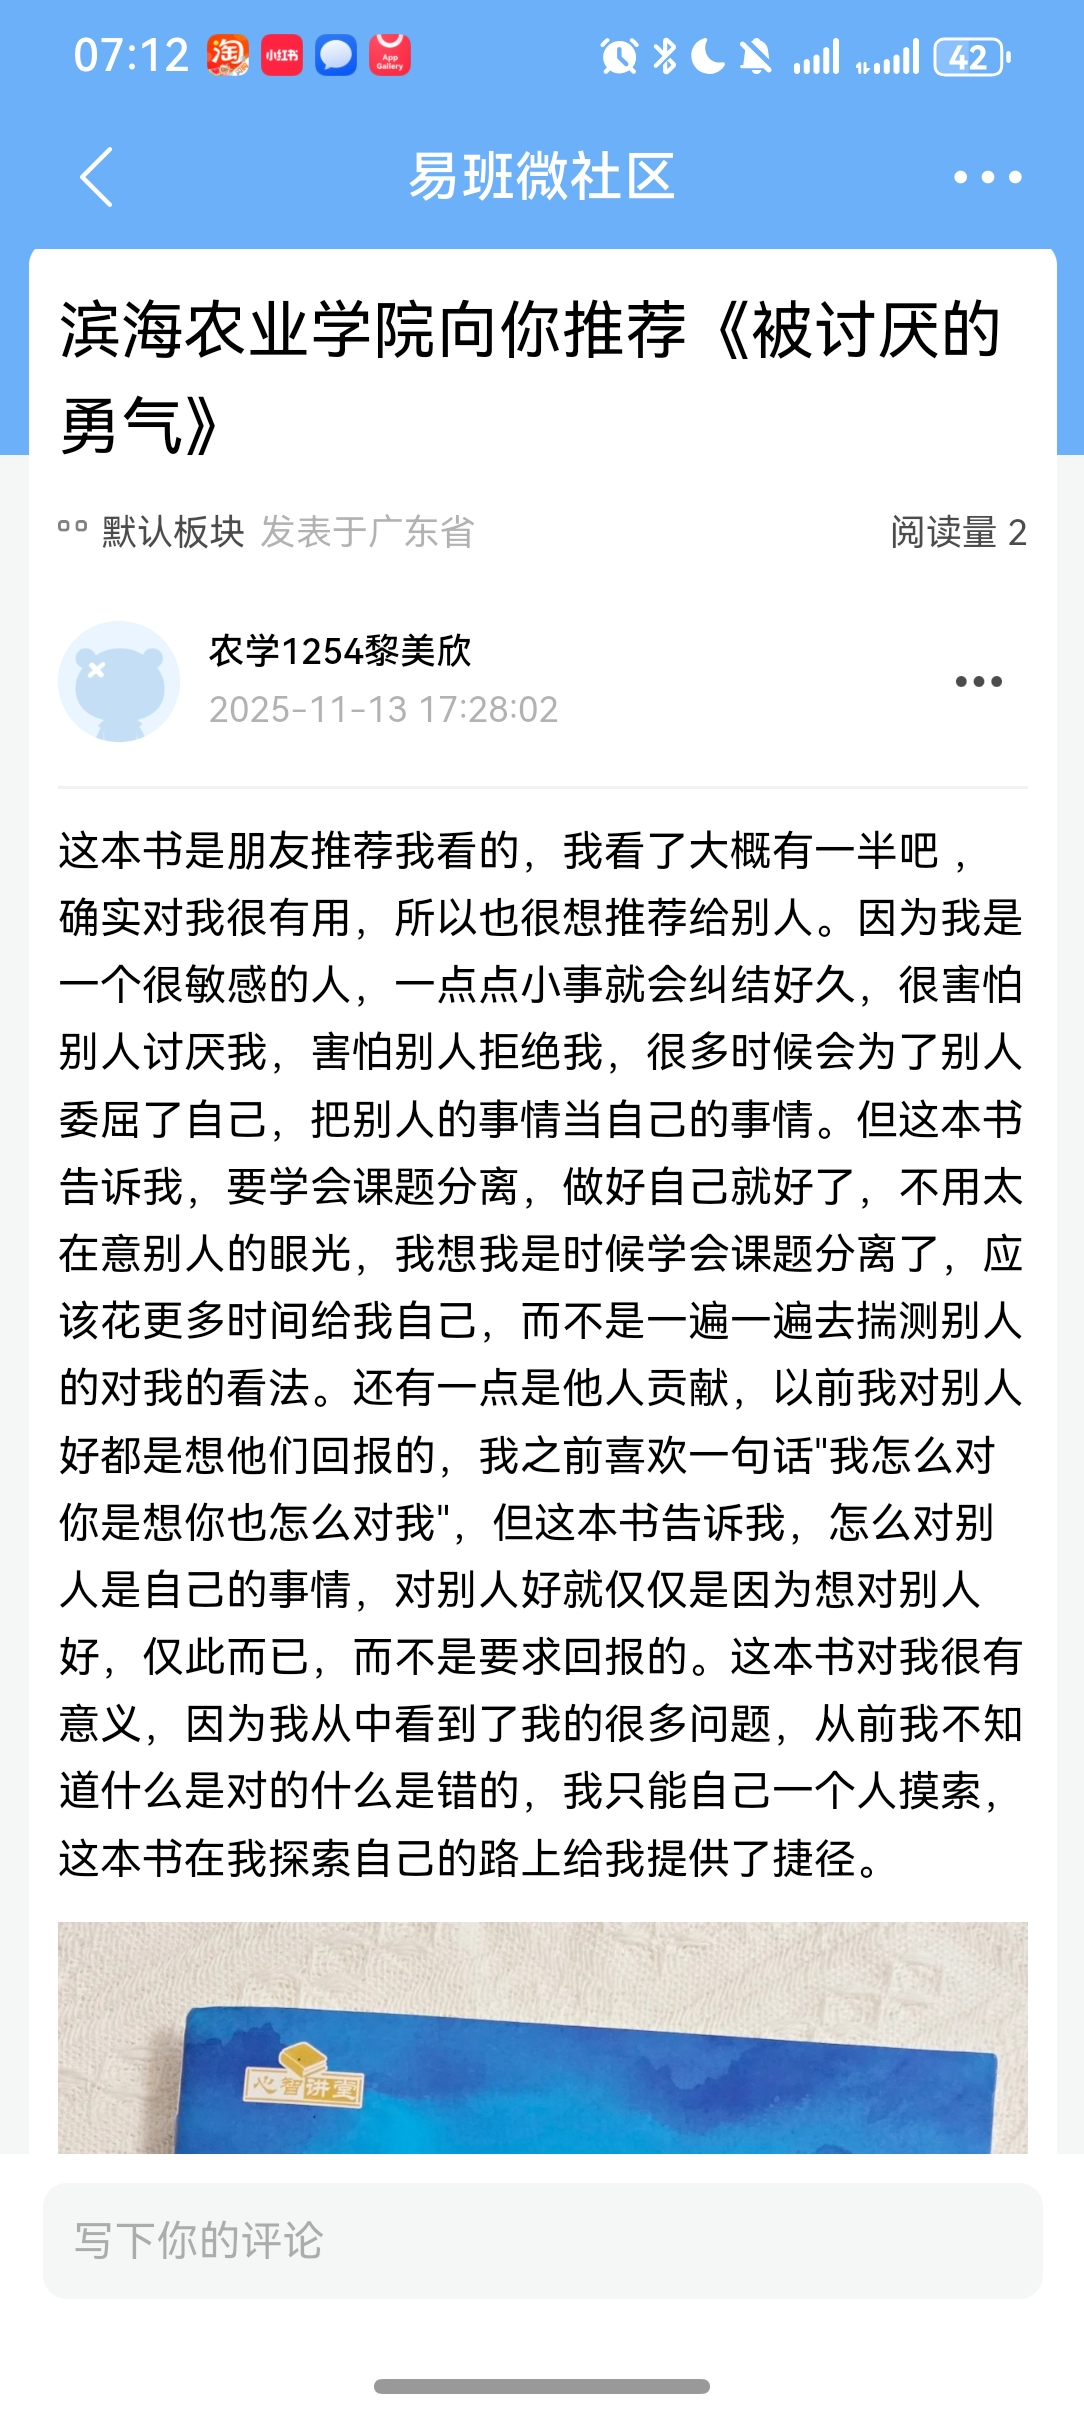 07:12
淘
小红书
App
Gallery
42
易班微社区
滨海农业学院向你推荐《被讨厌的
勇气》
默认板块 发表于广东省
阅读量 2
农学1254黎美欣
2025-11-13 17:28:02
这本书是朋友推荐我看的，我看了大概有一半吧，
确实对我很有用，所以也很想推荐给别人。因为我是
一个很敏感的人，一点点小事就会纠结好久，很害怕
别人讨厌我，害怕别人拒绝我，很多时候会为了别人
委屈了自己，把别人的事情当自己的事情。但这本书
告诉我，要学会课题分离，做好自己就好了，不用太
在意别人的眼光，我想我是时候学会课题分离了，应
该花更多时间给我自己，而不是一遍一遍去揣测别人
的对我的看法。还有一点是他人贡献，以前我对别人
好都是想他们回报的，我之前喜欢一句话"我怎么对
你是想你也怎么对我"，但这本书告诉我，怎么对别
人是自己的事情，对别人好就仅仅是因为想对别人
好，仅此而已，而不是要求回报的。这本书对我很有
意义，因为我从中看到了我的很多问题，从前我不知
道什么是对的什么是错的，我只能自己一个人摸索，
这本书在我探索自己的路上给我提供了捷径。
心智讲堂
写下你的评论